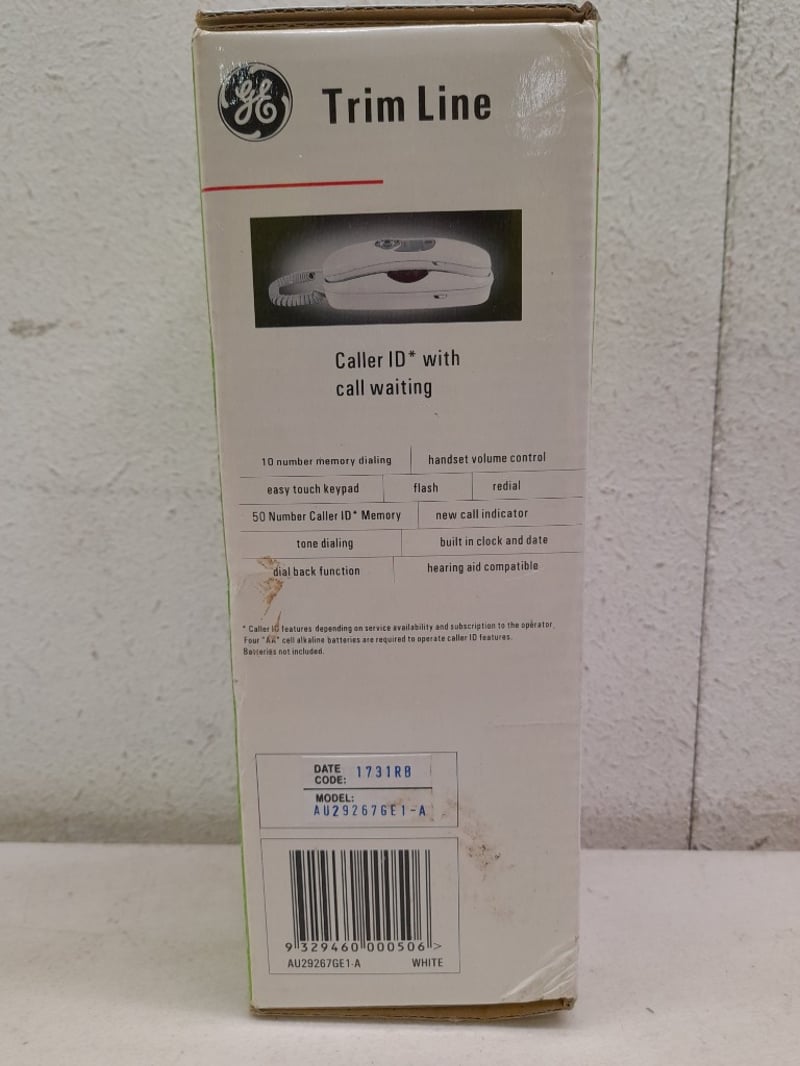 GE
Trim Line
Caller ID* with
call waiting
10 number memory dialing handset volume control
easy touch keypad flash redial
50 Number Caller ID* Memory new call indicator
tone dialing built in clock and date
dial back function hearing aid compatible
* Caller ID features depending on service availability and subscription to the operator.
Four "AA" cell alkaline batteries are required to operate caller ID features.
Batteries not included.
DATE
CODE: 1731RB
MODEL:
AU29267GE1-A
9 329460 000506 >
AU29267GE1-A WHITE